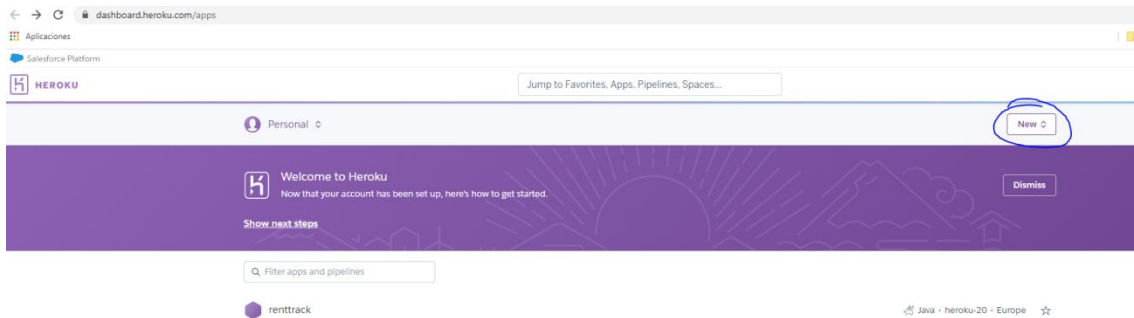 dashboard.heroku.com/apps
Aplicaciones
Salesforce Platform
HEROKU
Jump to Favorites, Apps, Pipelines, Spaces...
Personal
New
Welcome to Heroku
Now that your account has been set up, here's how to get started.
Dismiss
Show next steps
Filter apps and pipelines
renttrack
Java • heroku-20 • Europe